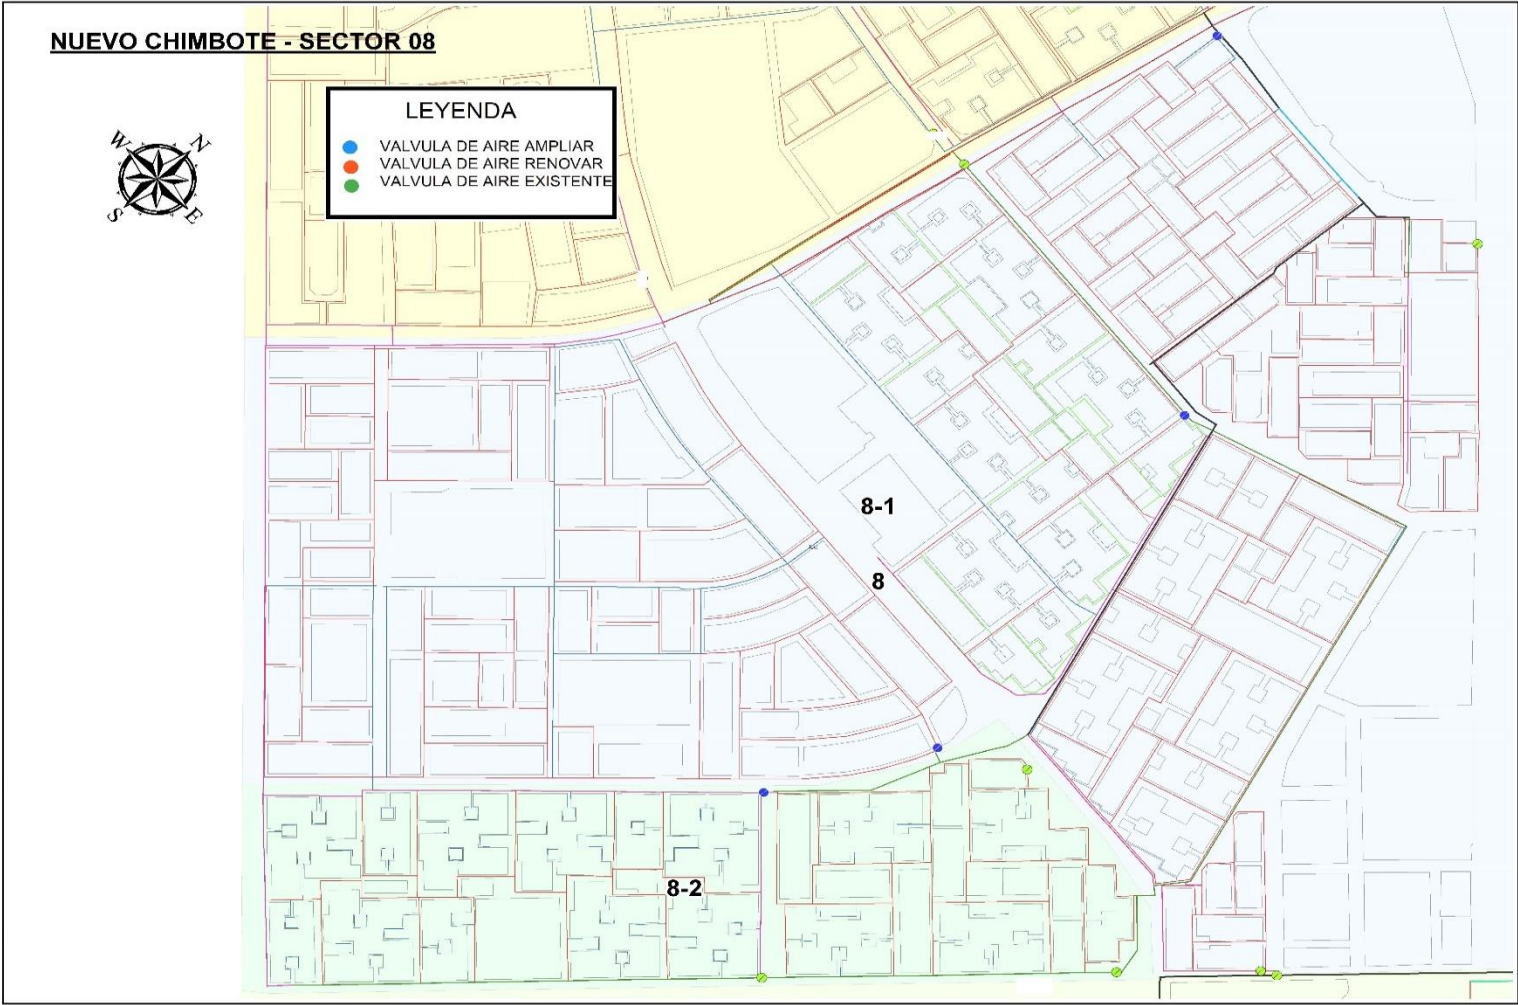 NUEVO CHIMBOTE - SECTOR 08
W N
S E
LEYENDA
VALVULA DE AIRE AMPLIAR
VALVULA DE AIRE RENOVAR
VALVULA DE AIRE EXISTENTE
8-1
8
8-2